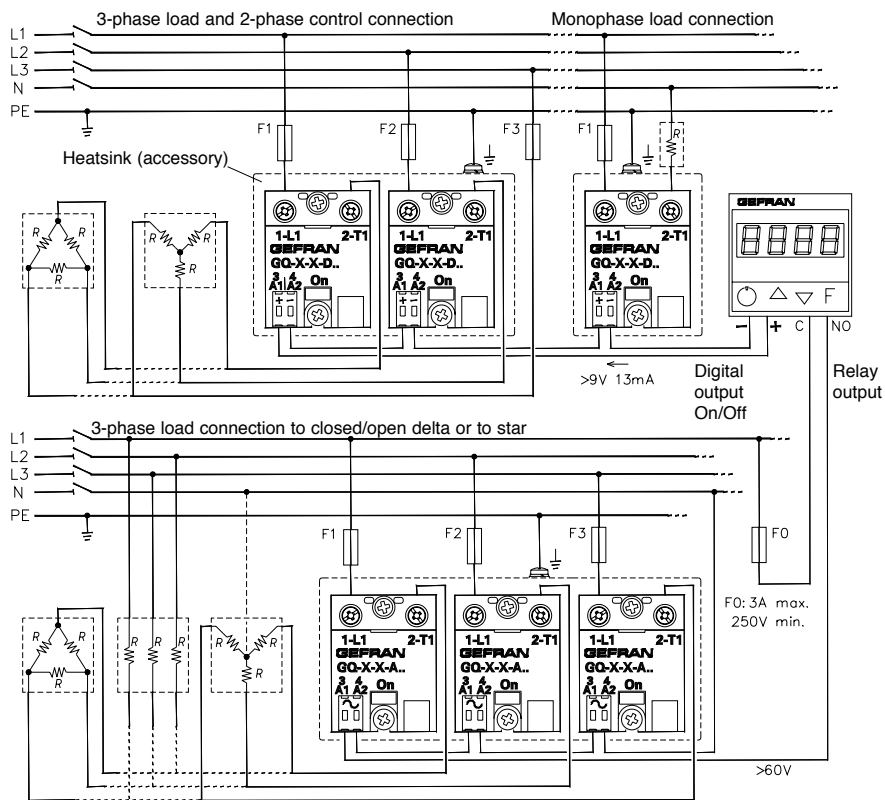 3-phase load and 2-phase control connection
Monophase load connection
L1
L2
L3
N
PE
F1
F2
F3
F1
R
Heatsink (accessory)
R
R
R
R
R
R
1-L1 2-T1
GEFRAN
GQ-X-X-D..
3 4
A1 A2 On
+ −
1-L1 2-T1
GEFRAN
GQ-X-X-D..
3 4
A1 A2 On
+ −
1-L1 2-T1
GEFRAN
GQ-X-X-D..
3 4
A1 A2 On
+ −
GEFRAN
8888
F
− + C NO
>9V 13mA
Digital
output
On/Off
Relay
output
3-phase load connection to closed/open delta or to star
L1
L2
L3
N
PE
F1
F2
F3
F0
F0: 3A max.
250V min.
R
R
R
R
R
R
R
R
R
1-L1 2-T1
GEFRAN
GQ-X-X-A..
3 4
A1 A2 On
1-L1 2-T1
GEFRAN
GQ-X-X-A..
3 4
A1 A2 On
1-L1 2-T1
GEFRAN
GQ-X-X-A..
3 4
A1 A2 On
>60V